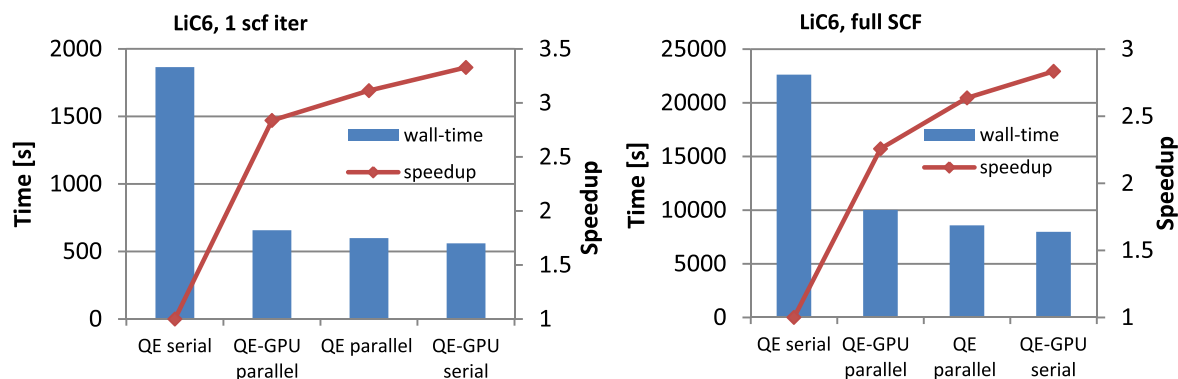 LiC6, 1 scf iter
Time [s]
2000
1500
1000
500
0
3.5
3
2.5
2
1.5
1
Speedup
wall-time
speedup
QE serial
QE-GPU
parallel
QE parallel
QE-GPU
serial
LiC6, full SCF
Time [s]
25000
20000
15000
10000
5000
0
3
2.5
2
1.5
1
Speedup
wall-time
speedup
QE serial
QE-GPU
parallel
QE
parallel
QE-GPU
serial